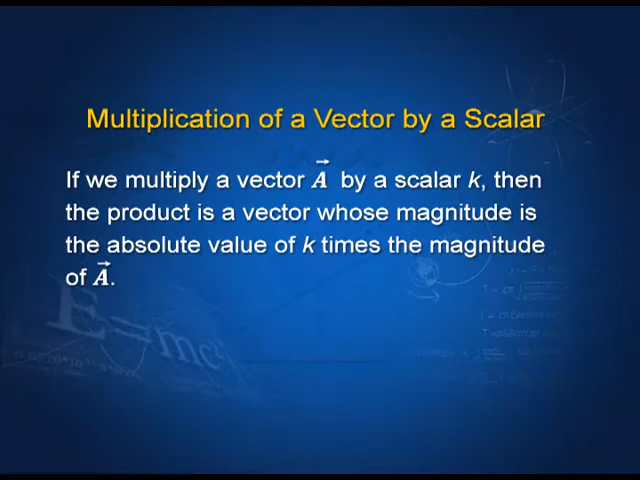 Multiplication of a Vector by a Scalar
If we multiply a vector A⃗ by a scalar k, then
the product is a vector whose magnitude is
the absolute value of k times the magnitude
of A⃗.
E=mc²